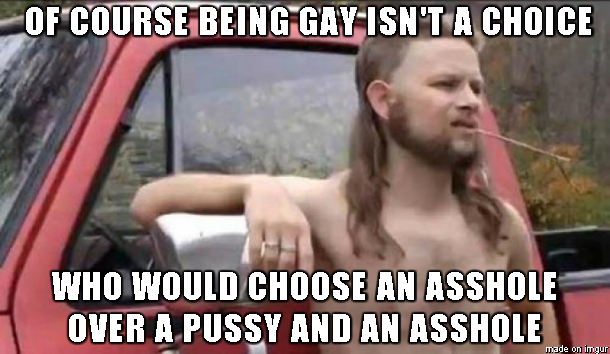 OF COURSE BEING GAY ISN'T A CHOICE
WHO WOULD CHOOSE AN ASSHOLE
OVER A PUSSY AND AN ASSHOLE
made on imgur